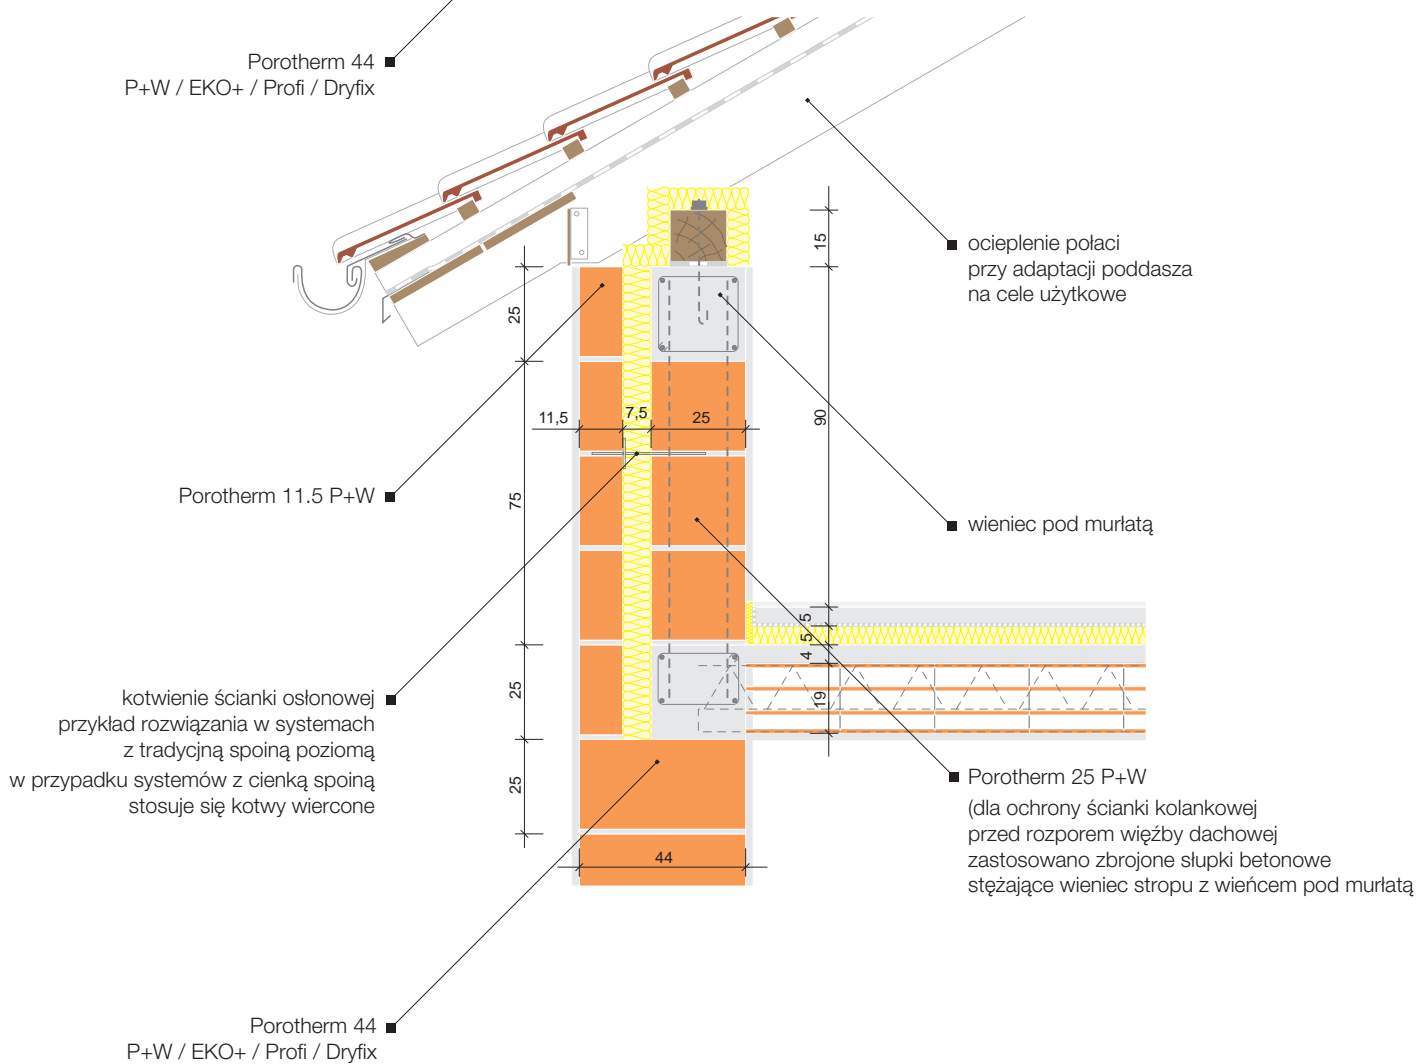 Porotherm 44
P+W / EKO+ / Profi / Dryfix
ocieplenie połaci
przy adaptacji poddasza
na cele użytkowe
15
25
90
11,5
7,5
25
Porotherm 11.5 P+W
75
wieniec pod murłatą
5
5
4
19
kotwienie ścianki osłonowej
przykład rozwiązania w systemach
z tradycjną spoiną poziomą
w przypadku systemów z cienką spoiną
stosuje się kotwy wiercone
25
25
Porotherm 25 P+W
(dla ochrony ścianki kolankowej
przed rozporem więźby dachowej
zastosowano zbrojone słupki betonowe
stężające wieniec stropu z wieńcem pod murłatą
44
Porotherm 44
P+W / EKO+ / Profi / Dryfix